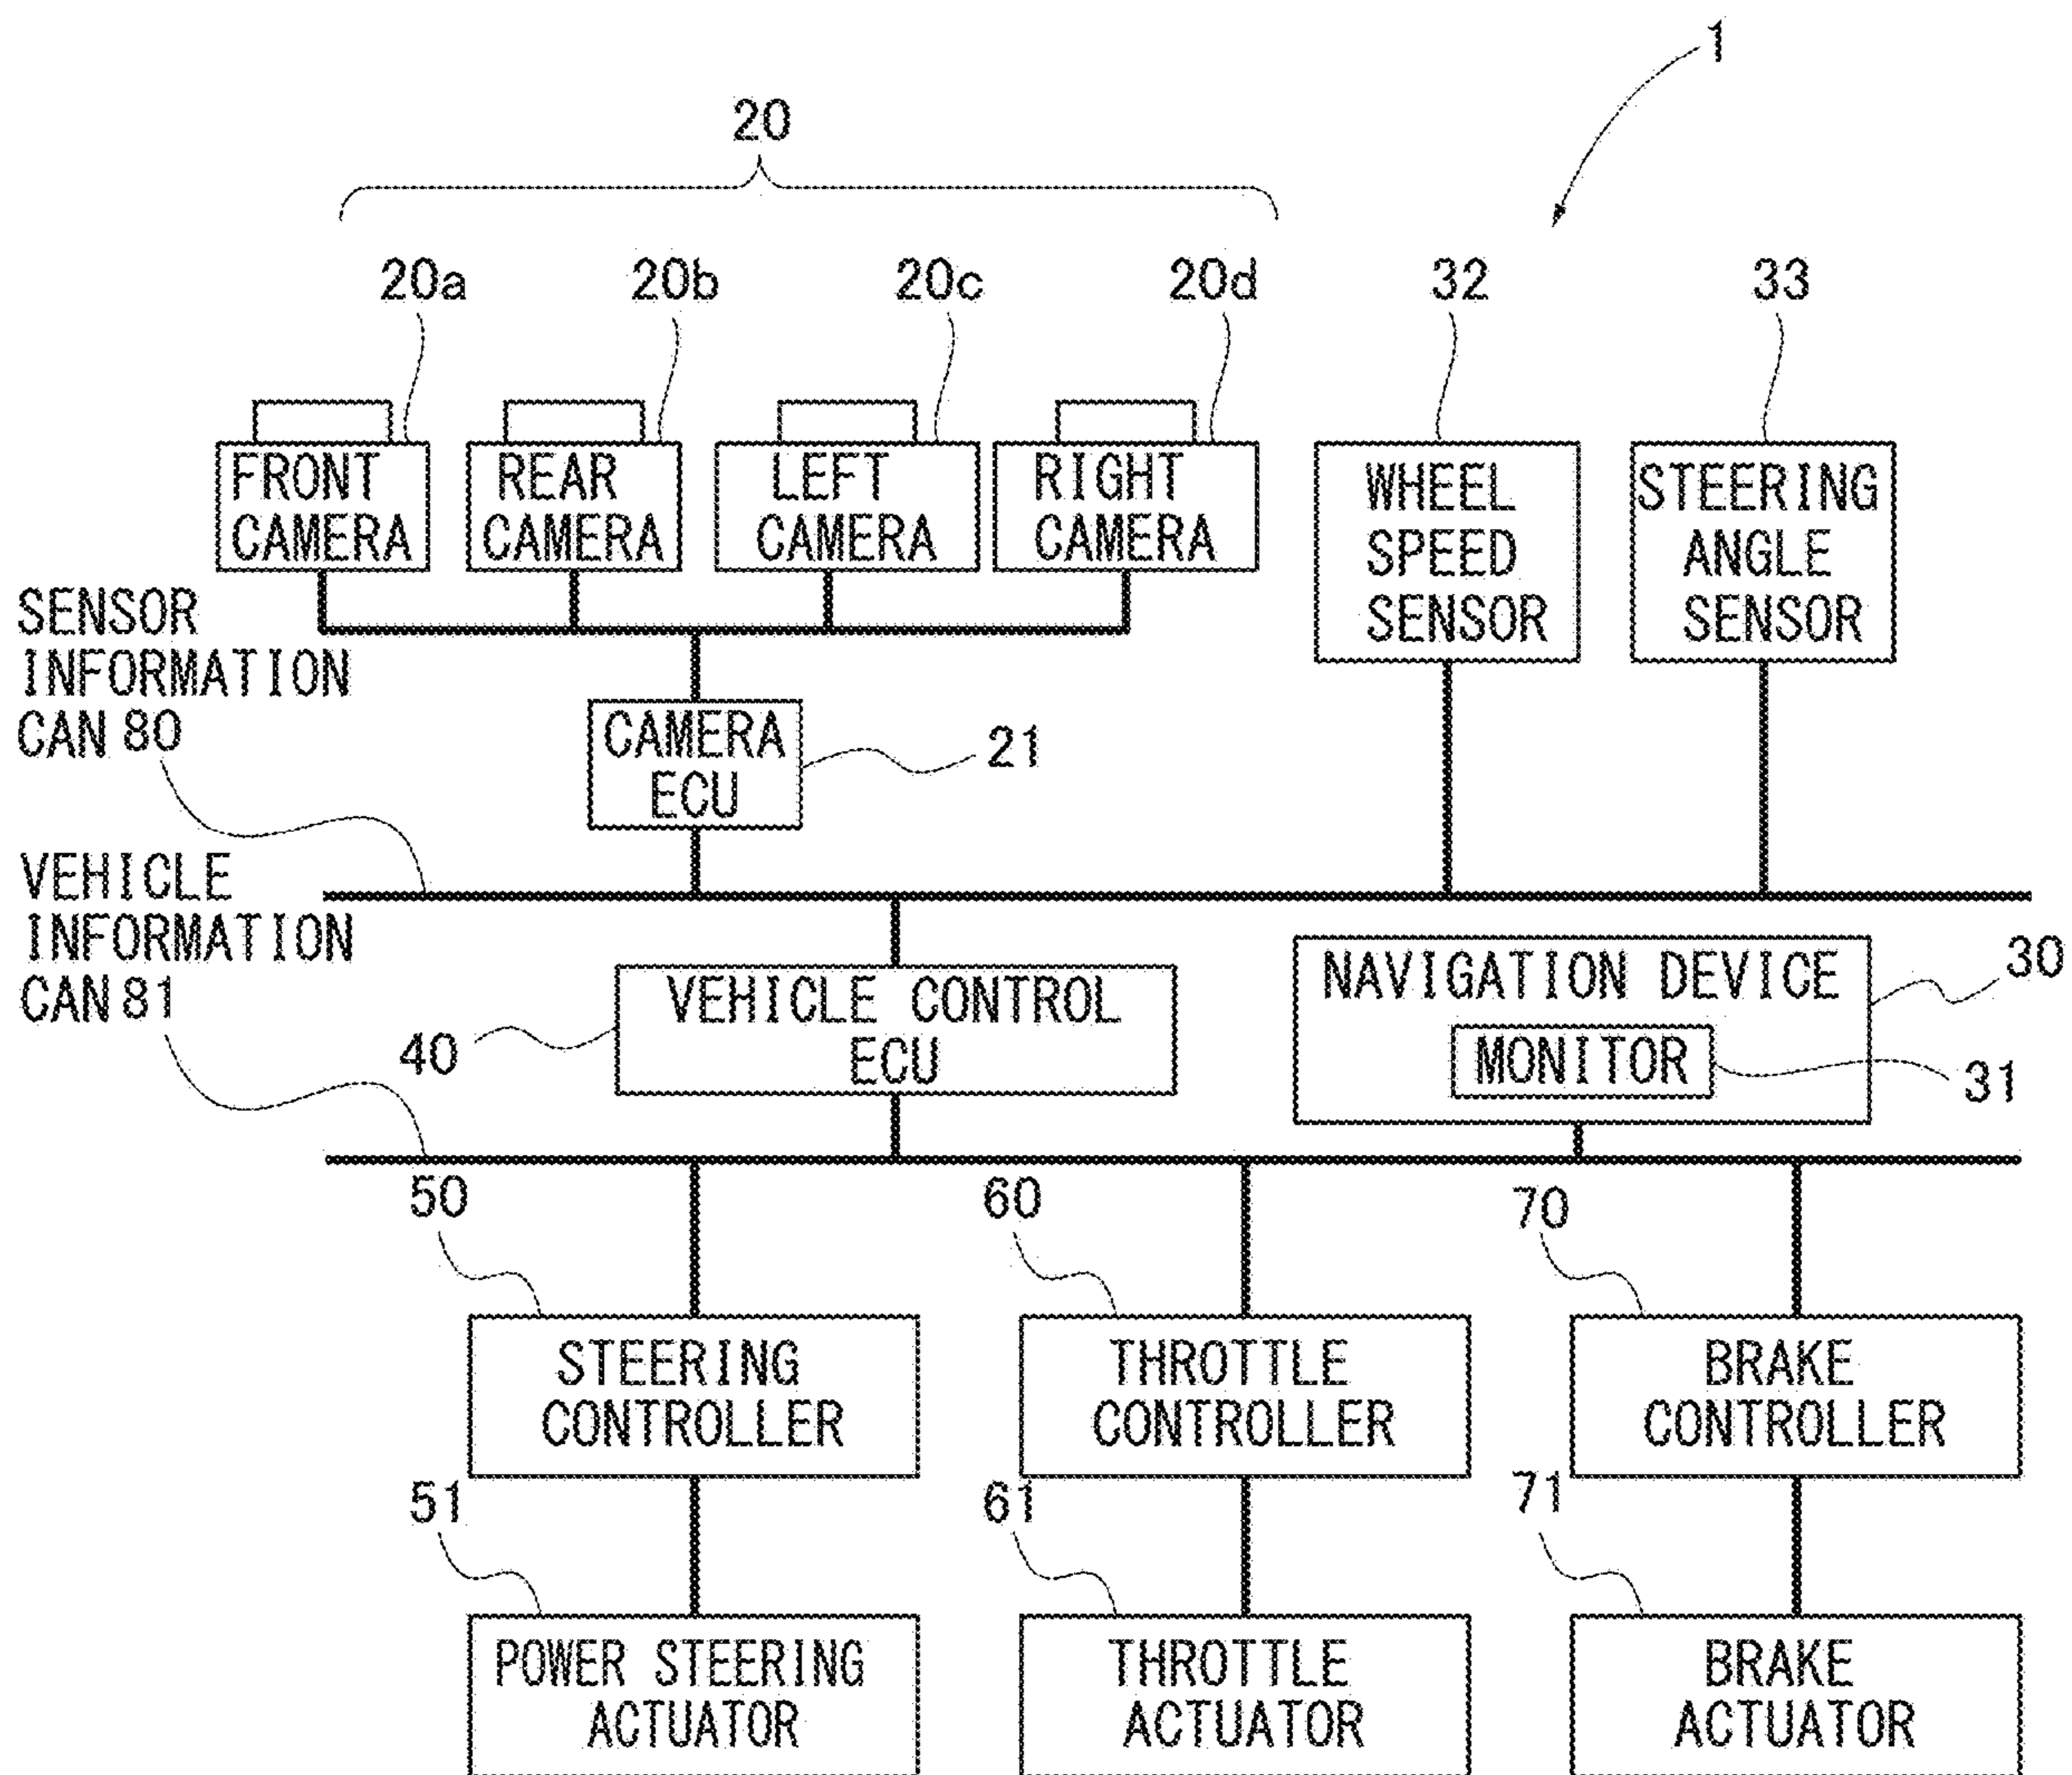 1
20
20a
20b
20c
20d
32
33
FRONT
CAMERA
REAR
CAMERA
LEFT
CAMERA
RIGHT
CAMERA
WHEEL
SPEED
SENSOR
STEERING
ANGLE
SENSOR
SENSOR
INFORMATION
CAN 80
CAMERA
ECU
21
VEHICLE
INFORMATION
CAN 81
VEHICLE CONTROL
ECU
40
NAVIGATION DEVICE
30
MONITOR
31
50
60
70
STEERING
CONTROLLER
THROTTLE
CONTROLLER
BRAKE
CONTROLLER
51
61
71
POWER STEERING
ACTUATOR
THROTTLE
ACTUATOR
BRAKE
ACTUATOR